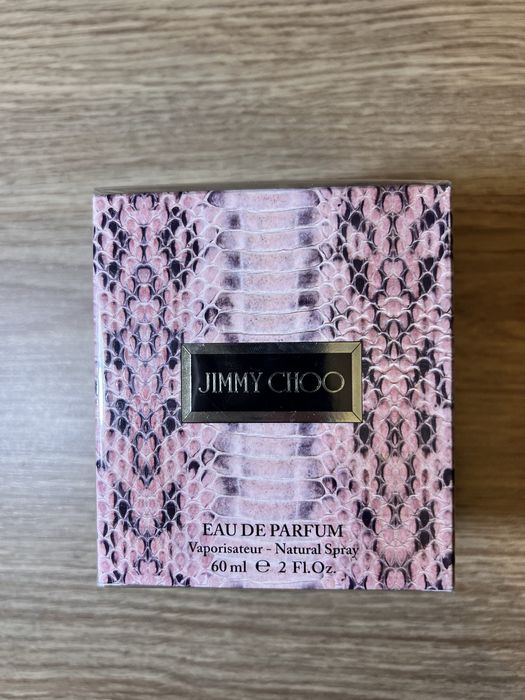 JIMMY CHOO
EAU DE PARFUM
Vaporisateur - Natural Spray
60 ml ℮ 2 Fl.Oz.